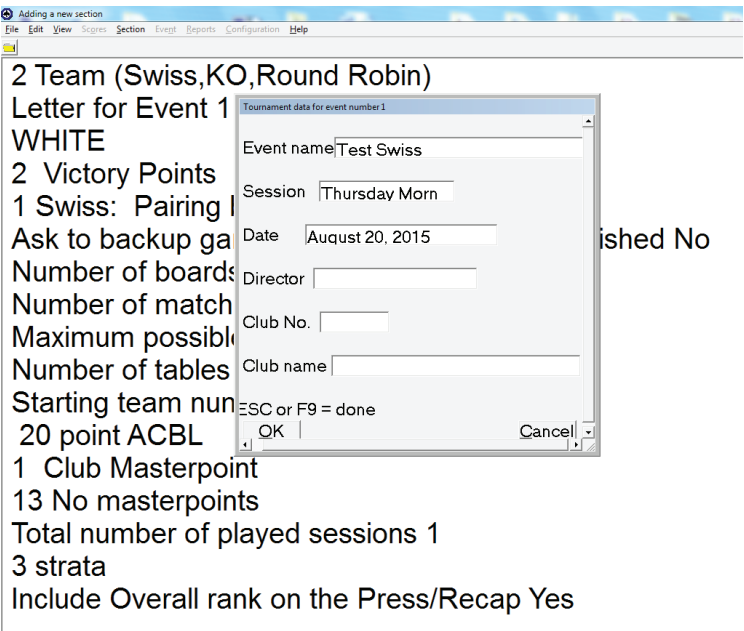 Adding a new section
File Edit View Scores Section Event Reports Configuration Help
2 Team (Swiss,KO,Round Robin)
Letter for Event 1
WHITE
2 Victory Points
1 Swiss: Pairing
Ask to backup ga
ished No
Number of boards
Number of match
Maximum possible
Number of tables
Starting team num
20 point ACBL
1 Club Masterpoint
13 No masterpoints
Total number of played sessions 1
3 strata
Include Overall rank on the Press/Recap Yes
Tournament data for event number 1
Event name Test Swiss
Session Thursday Morn
Date August 20, 2015
Director
Club No.
Club name
ESC or F9 = done
OK Cancel